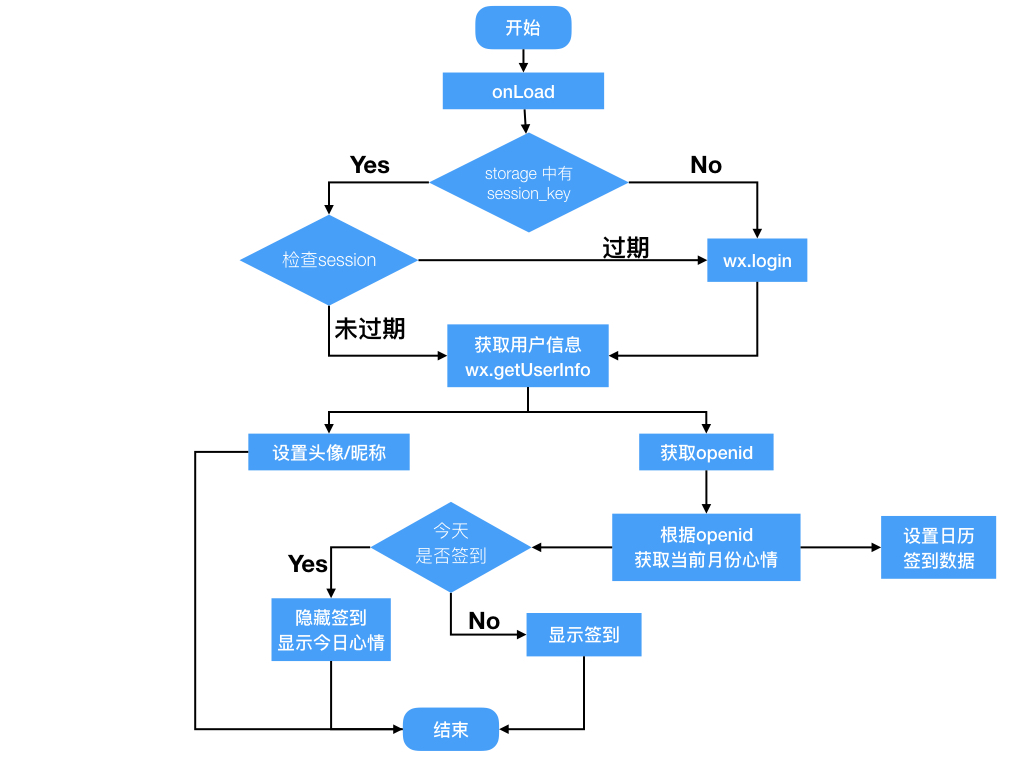 开始
onLoad
Yes
No
storage 中有
session_key
检查session
过期
wx.login
未过期
获取用户信息
wx.getUserInfo
设置头像/昵称
获取openid
今天
是否签到
根据openid
获取当前月份心情
设置日历
签到数据
Yes
隐藏签到
显示今日心情
No
显示签到
结束